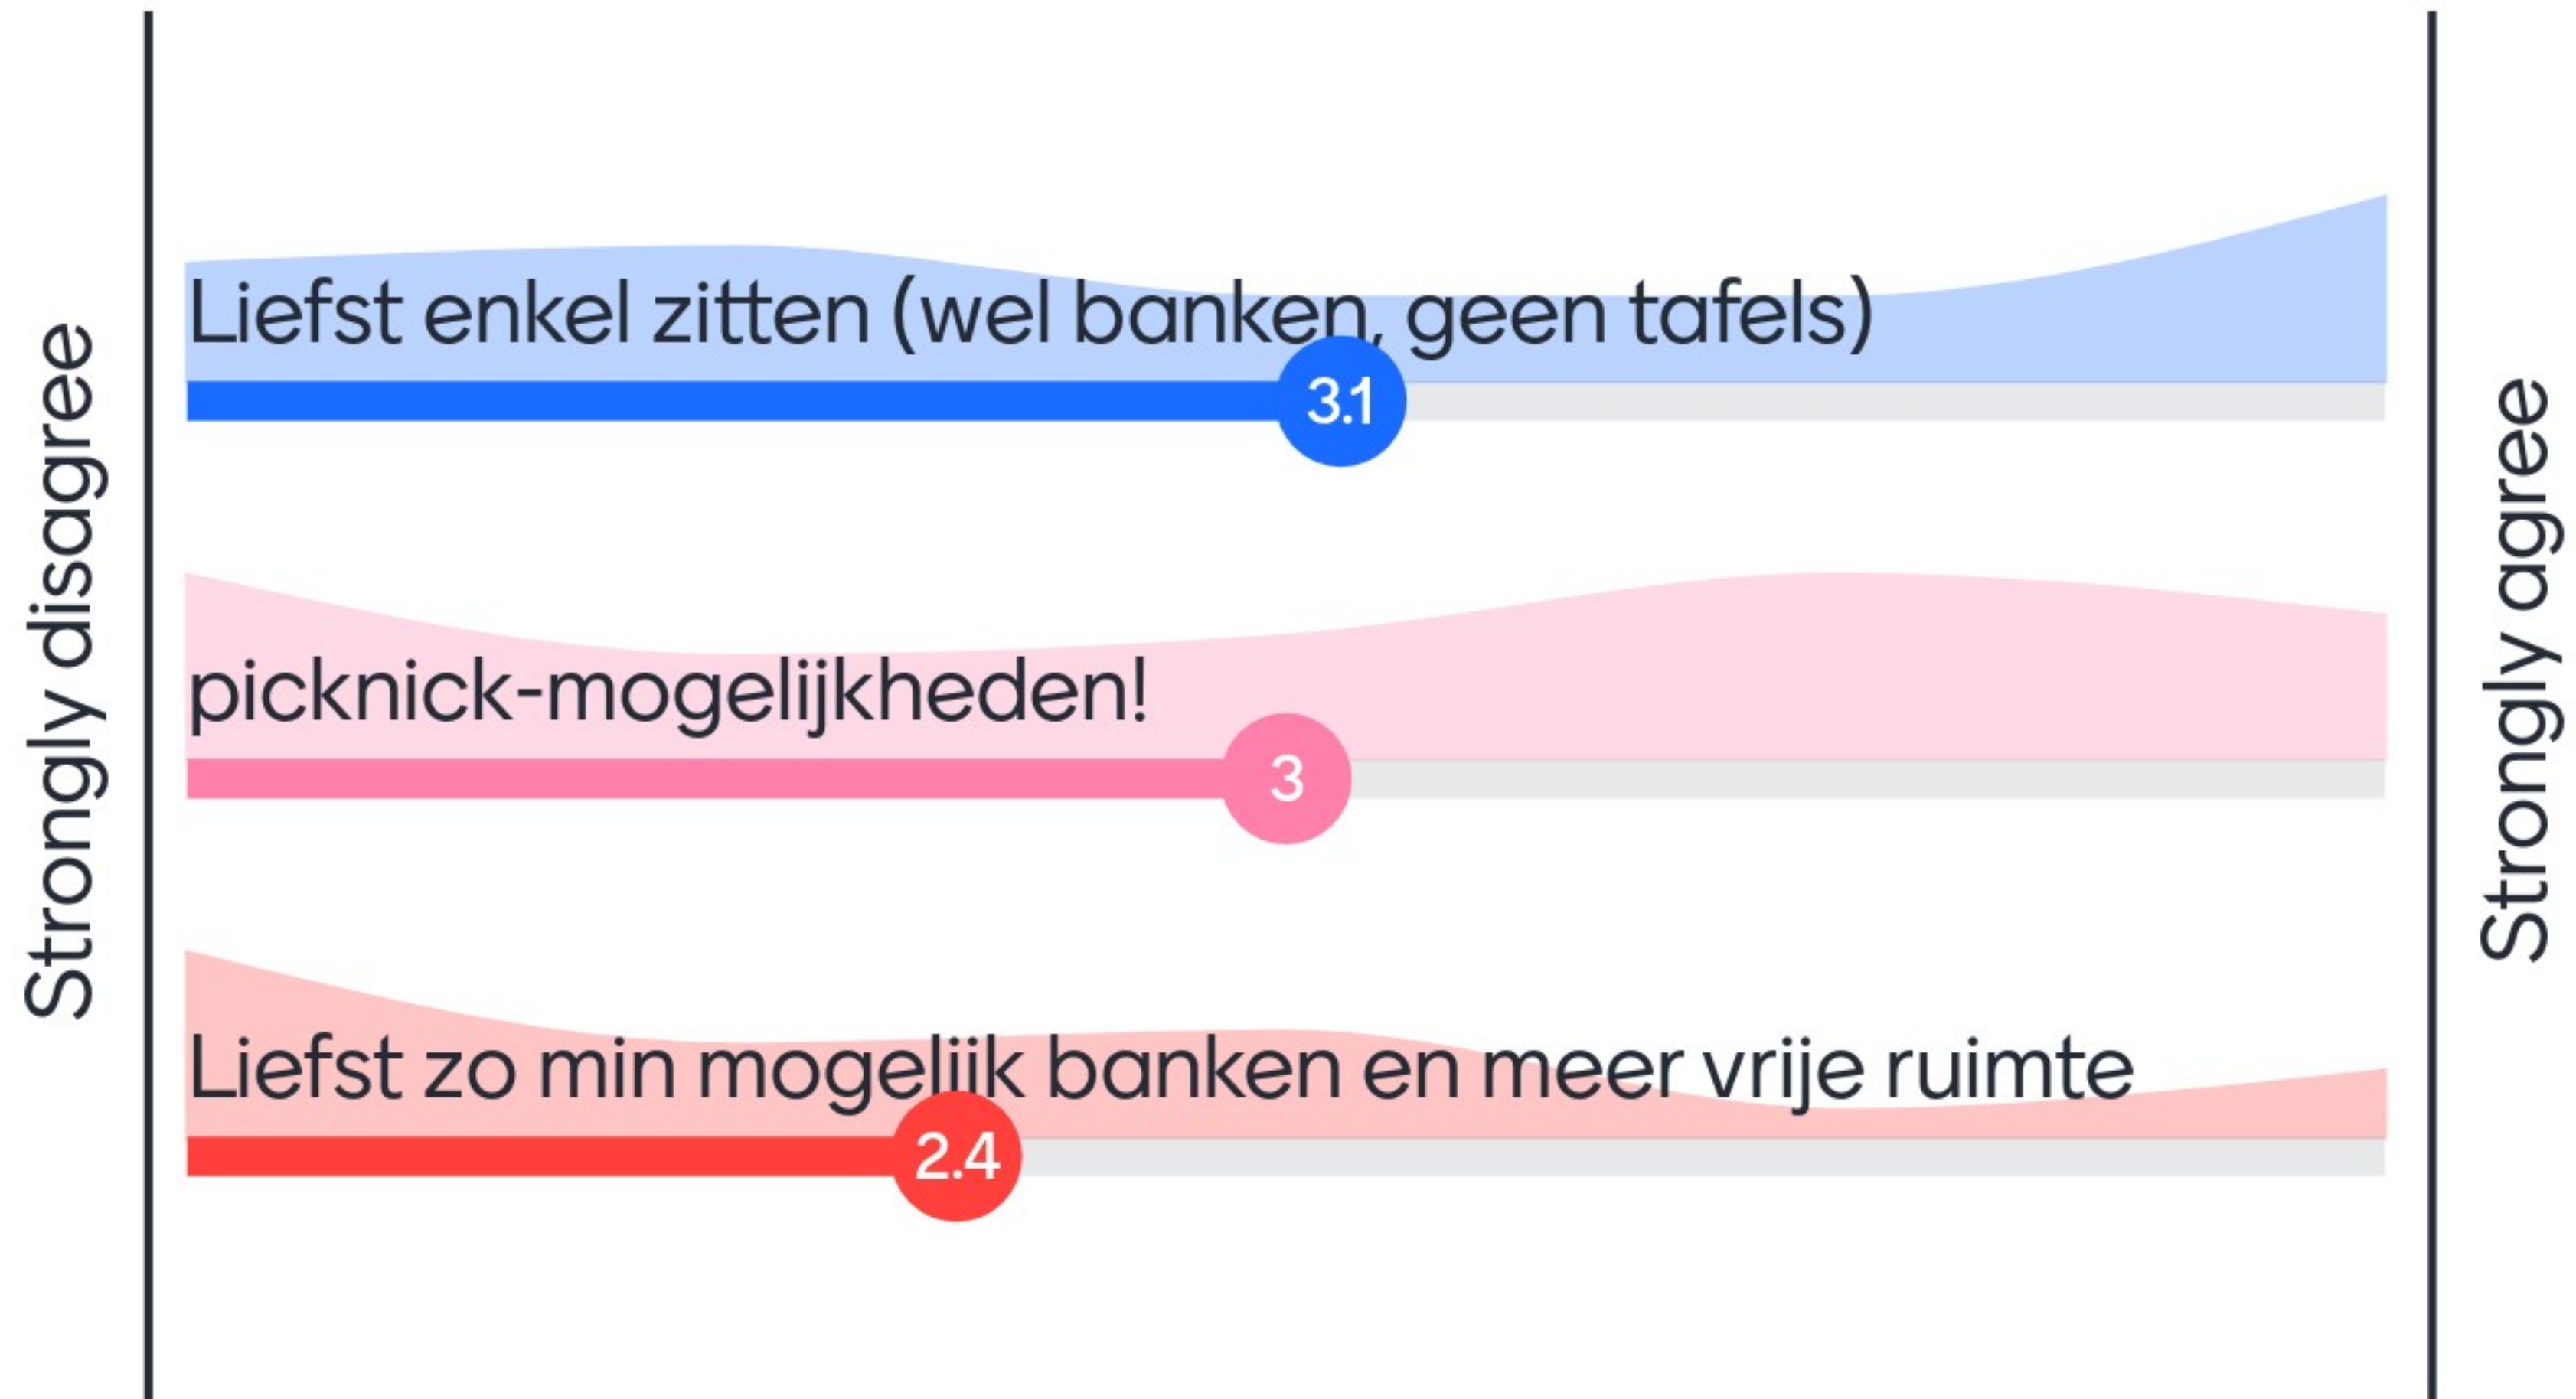 Strongly disagree
Liefst enkel zitten (wel banken, geen tafels)
3.1
picknick-mogelijkheden!
3
Liefst zo min mogelijk banken en meer vrije ruimte
2.4
Strongly agree